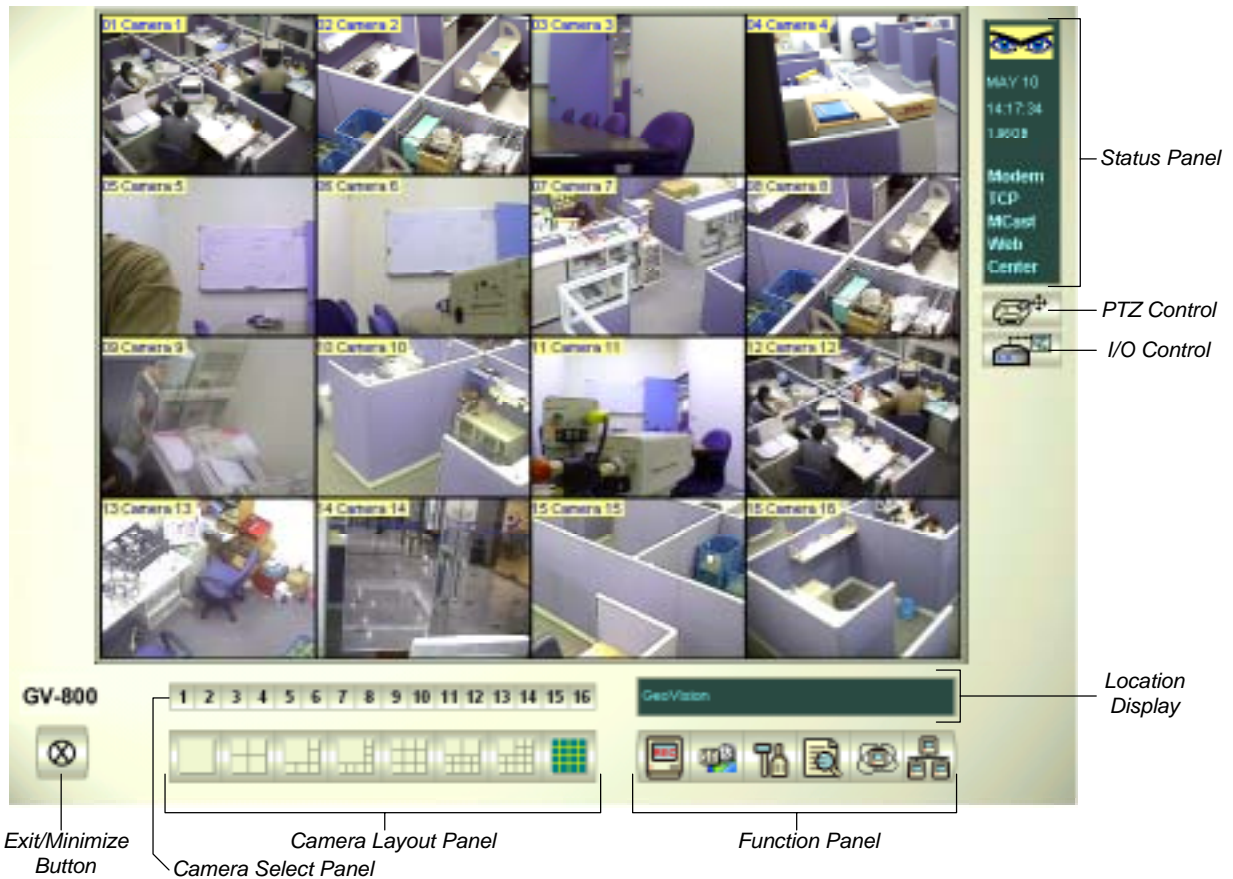 01 Camera 1
02 Camera 2
03 Camera 3
04 Camera 4
MAY 10
14:17:34
Modem
TCP
MCast
Web
Center
Status Panel
05 Camera 5
06 Camera 6
07 Camera 7
08 Camera 8
PTZ Control
I/O Control
09 Camera 9
10 Camera 10
11 Camera 11
12 Camera 12
13 Camera 13
14 Camera 14
15 Camera 15
16 Camera 16
GV-800
1 2 3 4 5 6 7 8 9 10 11 12 13 14 15 16
GeoVision
Location
Display
REC
Exit/Minimize
Button
Camera Layout Panel
Function Panel
Camera Select Panel